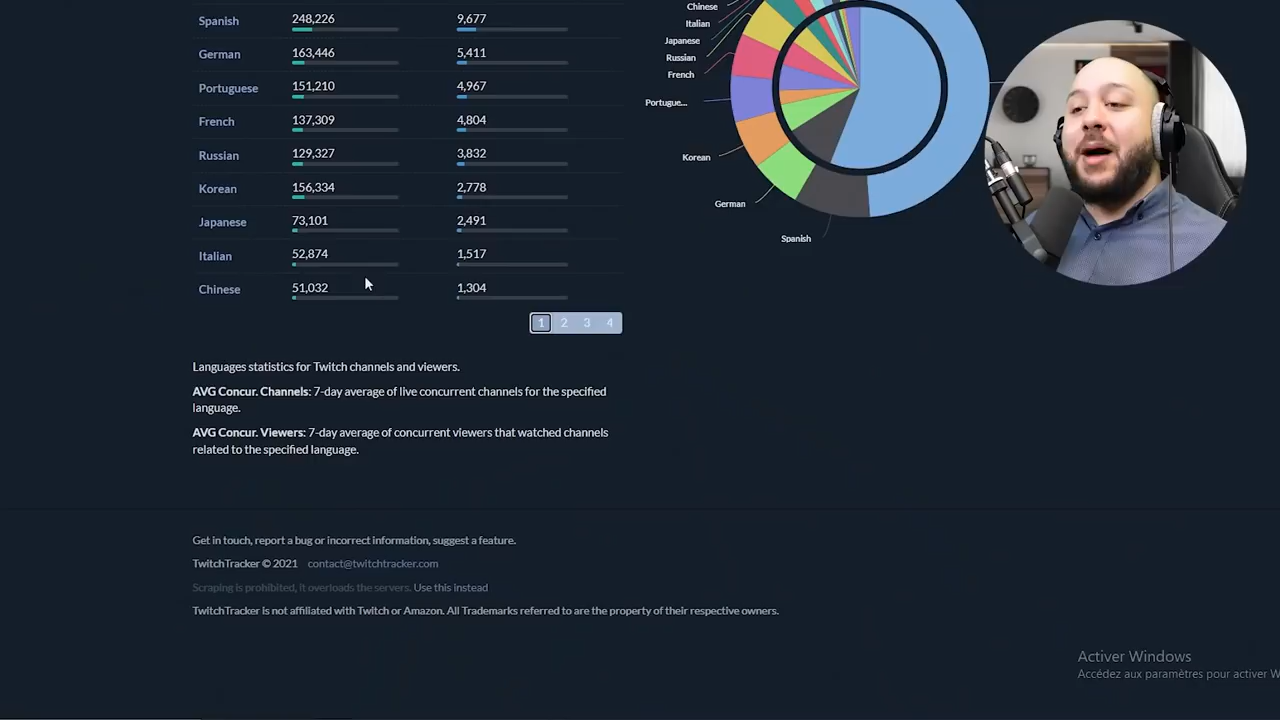 Spanish 248,226 9,677
German 163,446 5,411
Portuguese 151,210 4,967
French 137,309 4,804
Russian 129,327 3,832
Korean 156,334 2,778
Japanese 73,101 2,491
Italian 52,874 1,517
Chinese 51,032 1,304
1 2 3 4
Chinese
Italian
Japanese
Russian
French
Portugue...
Korean
German
Spanish
Languages statistics for Twitch channels and viewers.
AVG Concur. Channels: 7-day average of live concurrent channels for the specified
language.
AVG Concur. Viewers: 7-day average of concurrent viewers that watched channels
related to the specified language.
Get in touch, report a bug or incorrect information, suggest a feature.
TwitchTracker © 2021 contact@twitchtracker.com
Scraping is prohibited, it overloads the servers. Use this instead
TwitchTracker is not affiliated with Twitch or Amazon. All Trademarks referred to are the property of their respective owners.
Activer Windows
Accédez aux paramètres pour activer W